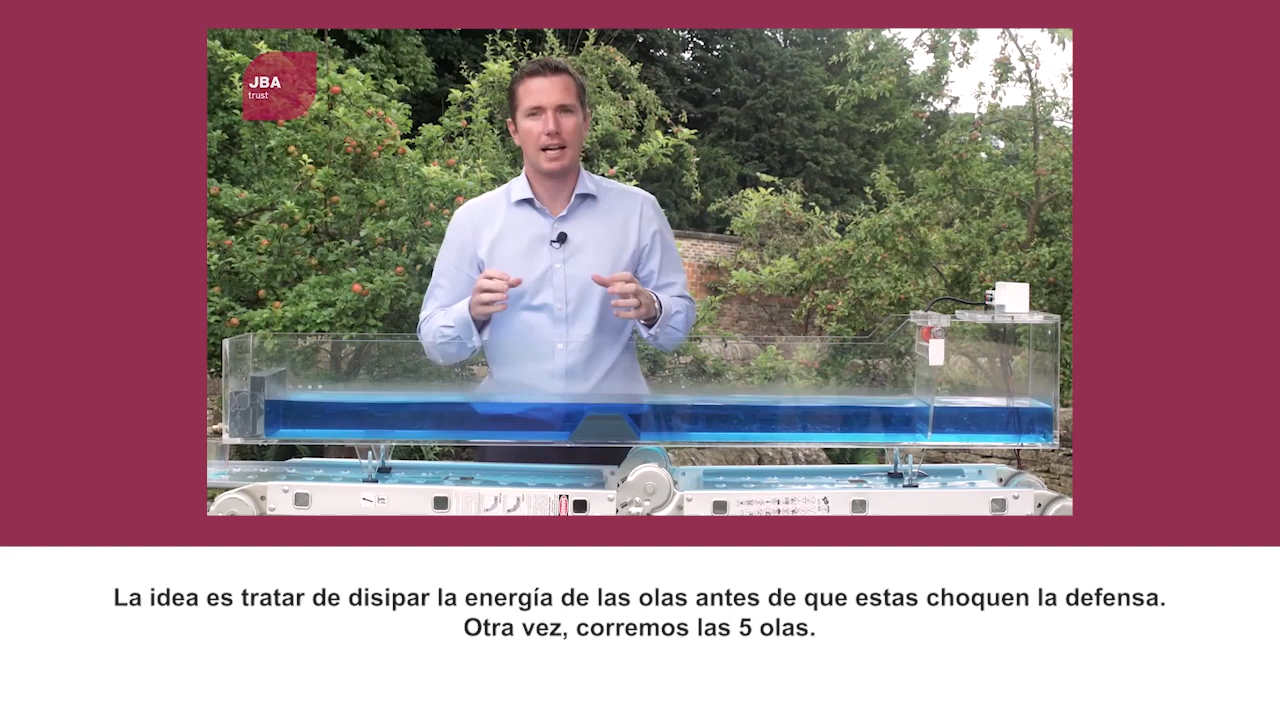 JBA
trust
La idea es tratar de disipar la energía de las olas antes de que estas choquen la defensa.
Otra vez, corremos las 5 olas.